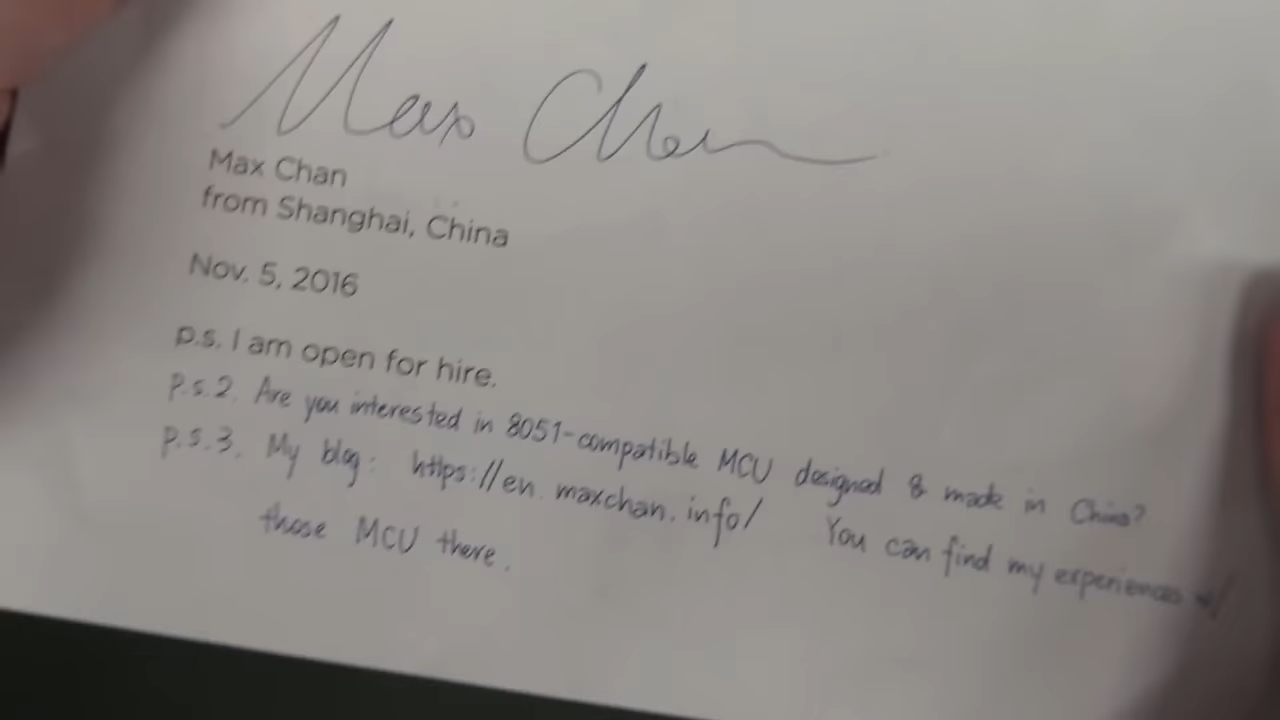 Max Chan
Max Chan
from Shanghai, China
Nov. 5, 2016
p.s. I am open for hire.
p.s.2. Are you interested in 8051-compatible MCU designed & made in China?
p.s.3. My blog: https://en.maxchan.info/ You can find my experiences w/
those MCU there.